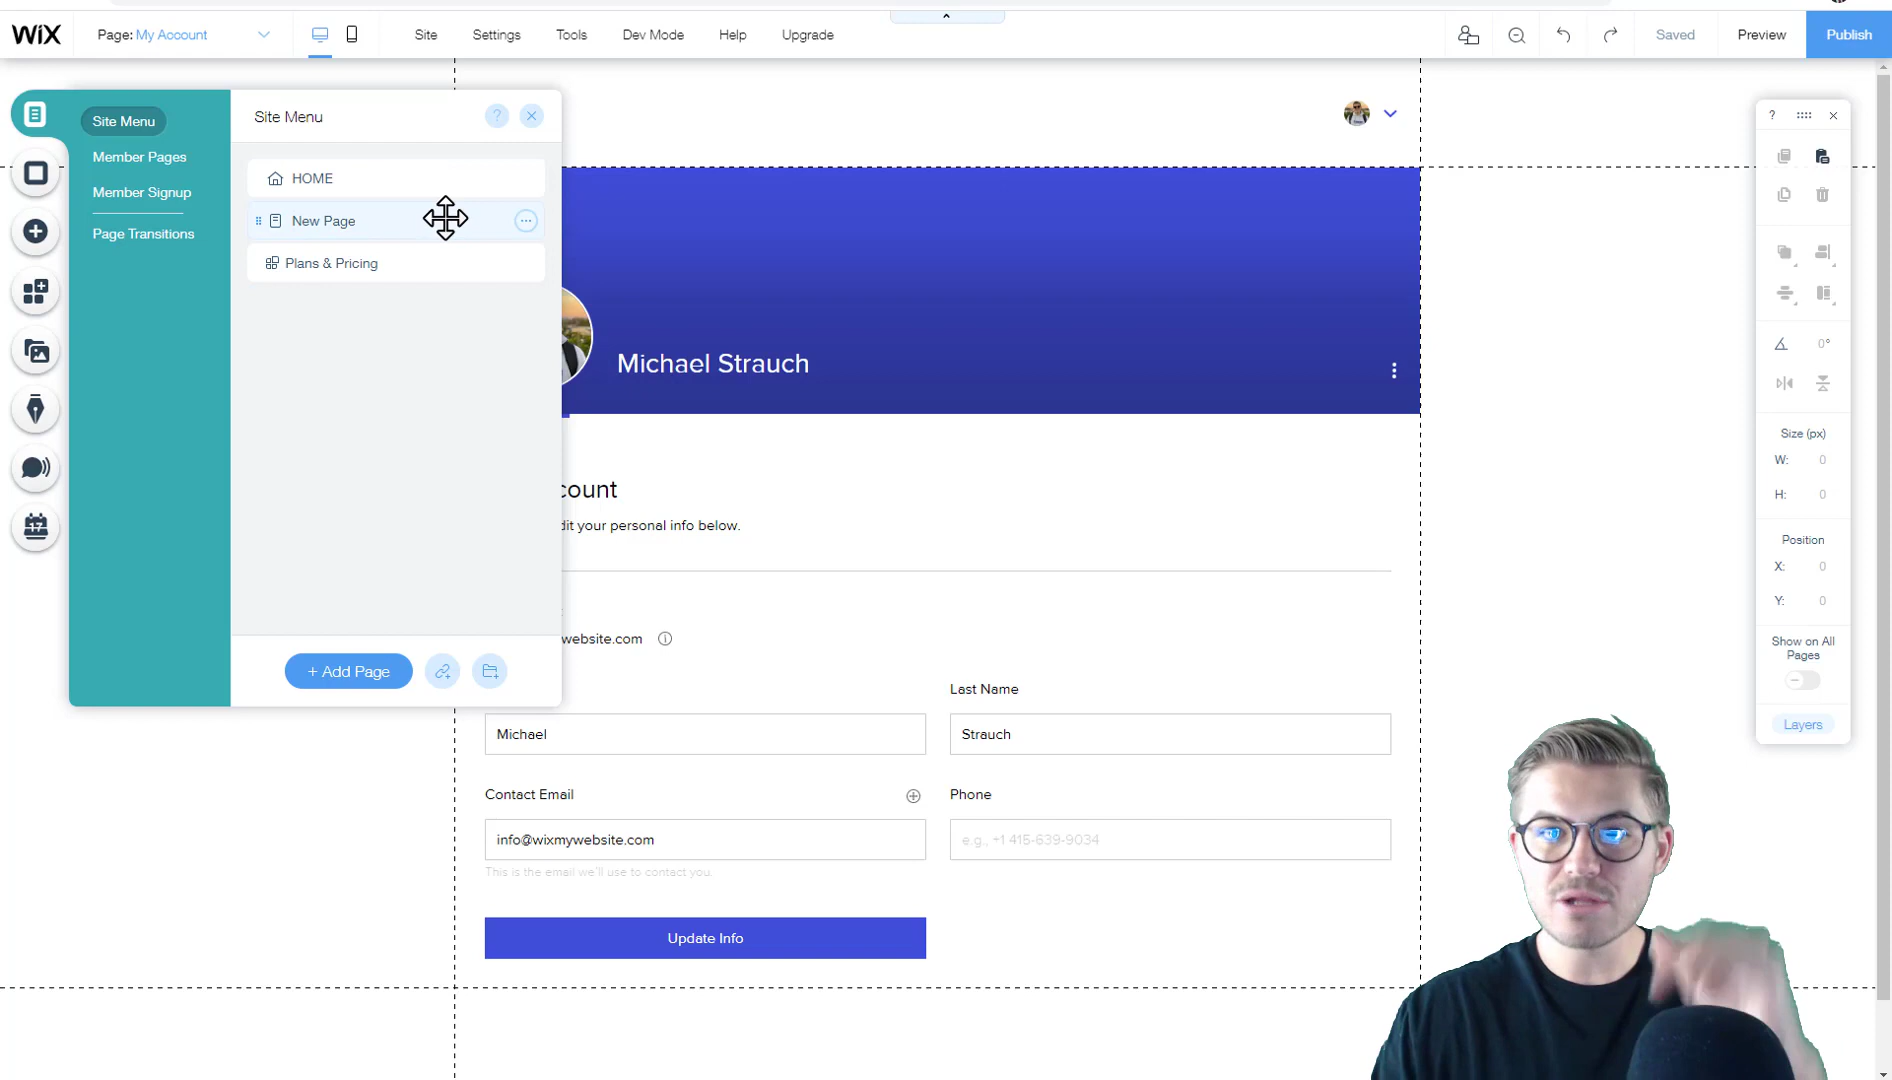 WiX
Page: My Account
Site
Settings
Tools
Dev Mode
Help
Upgrade
Saved
Preview
Publish
Site Menu
Member Pages
Member Signup
Page Transitions
Site Menu
?
HOME
New Page
Plans & Pricing
+ Add Page
17
Michael Strauch
count
dit your personal info below.
website.com
Last Name
Michael
Strauch
Contact Email
Phone
info@wixmywebsite.com
e.g., +1 415-639-9034
This is the email we'll use to contact you.
Update Info
?
0°
Size (px)
W: 0
H: 0
Position
X: 0
Y: 0
Show on All
Pages
Layers